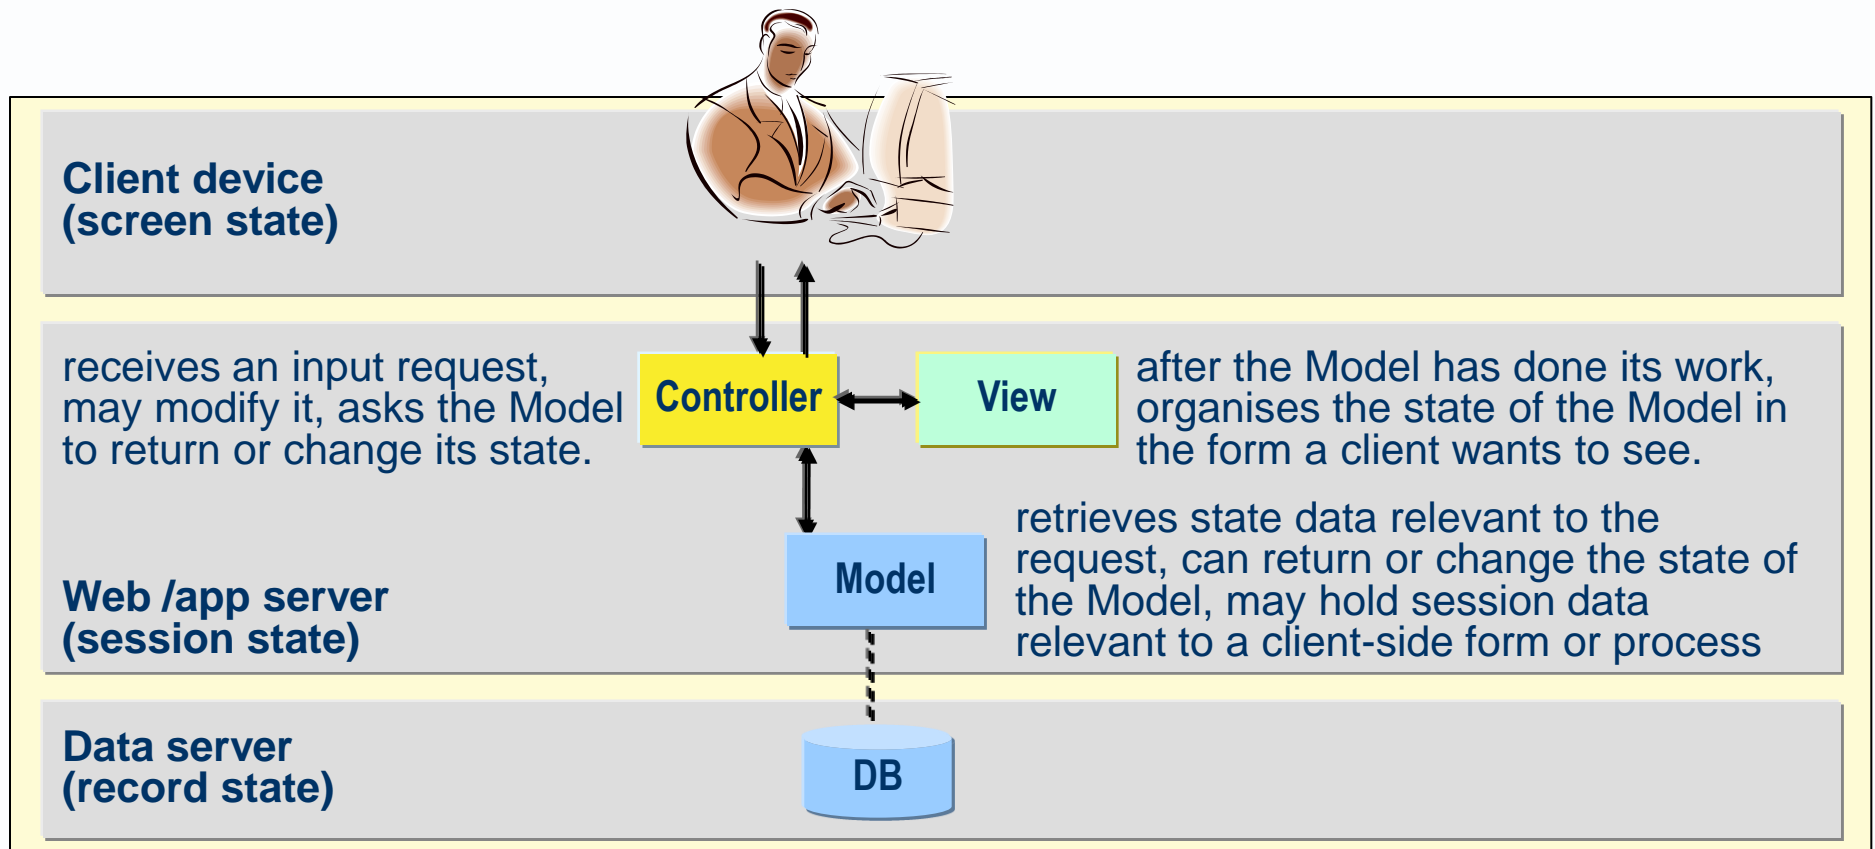 Client device
(screen state)
receives an input request,
may modify it, asks the Model
to return or change its state.
Controller
View
after the Model has done its work,
organises the state of the Model in
the form a client wants to see.
Model
retrieves state data relevant to the
request, can return or change the state of
the Model, may hold session data
relevant to a client-side form or process
Web /app server
(session state)
Data server
(record state)
DB